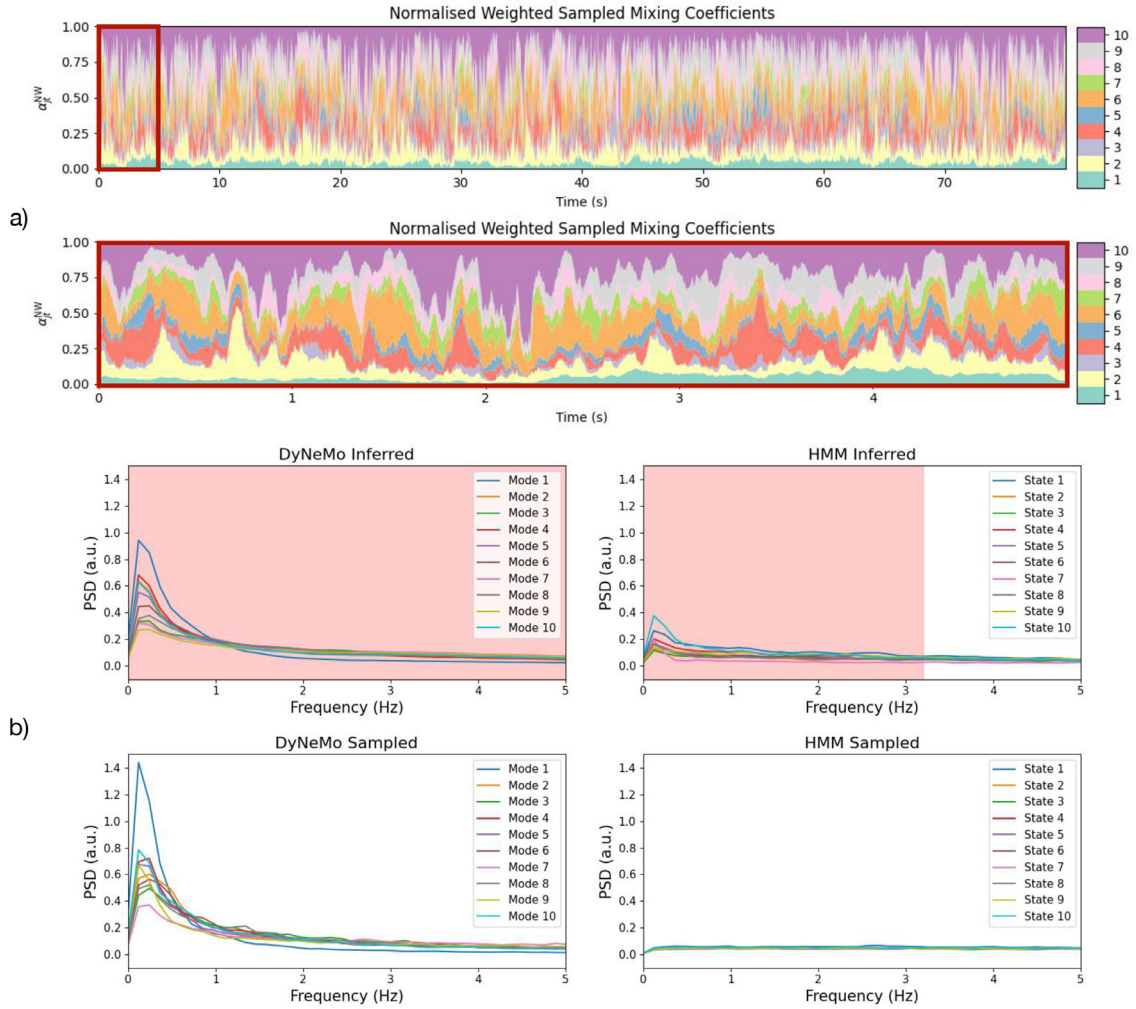 Normalised Weighted Sampled Mixing Coefficients
1.00
0.75
0.50
0.25
0.00
α_jt^NW
0 10 20 30 40 50 60 70
Time (s)
10
9
8
7
6
5
4
3
2
1
a)
Normalised Weighted Sampled Mixing Coefficients
1.00
0.75
0.50
0.25
0.00
α_jt^NW
0 1 2 3 4
Time (s)
10
9
8
7
6
5
4
3
2
1
DyNeMo Inferred
1.4
1.2
1.0
0.8
0.6
0.4
0.2
0.0
PSD (a.u.)
0 1 2 3 4 5
Frequency (Hz)
Mode 1
Mode 2
Mode 3
Mode 4
Mode 5
Mode 6
Mode 7
Mode 8
Mode 9
Mode 10
HMM Inferred
1.4
1.2
1.0
0.8
0.6
0.4
0.2
0.0
PSD (a.u.)
0 1 2 3 4 5
Frequency (Hz)
State 1
State 2
State 3
State 4
State 5
State 6
State 7
State 8
State 9
State 10
b)
DyNeMo Sampled
1.4
1.2
1.0
0.8
0.6
0.4
0.2
0.0
PSD (a.u.)
0 1 2 3 4 5
Frequency (Hz)
Mode 1
Mode 2
Mode 3
Mode 4
Mode 5
Mode 6
Mode 7
Mode 8
Mode 9
Mode 10
HMM Sampled
1.4
1.2
1.0
0.8
0.6
0.4
0.2
0.0
PSD (a.u.)
0 1 2 3 4 5
Frequency (Hz)
State 1
State 2
State 3
State 4
State 5
State 6
State 7
State 8
State 9
State 10